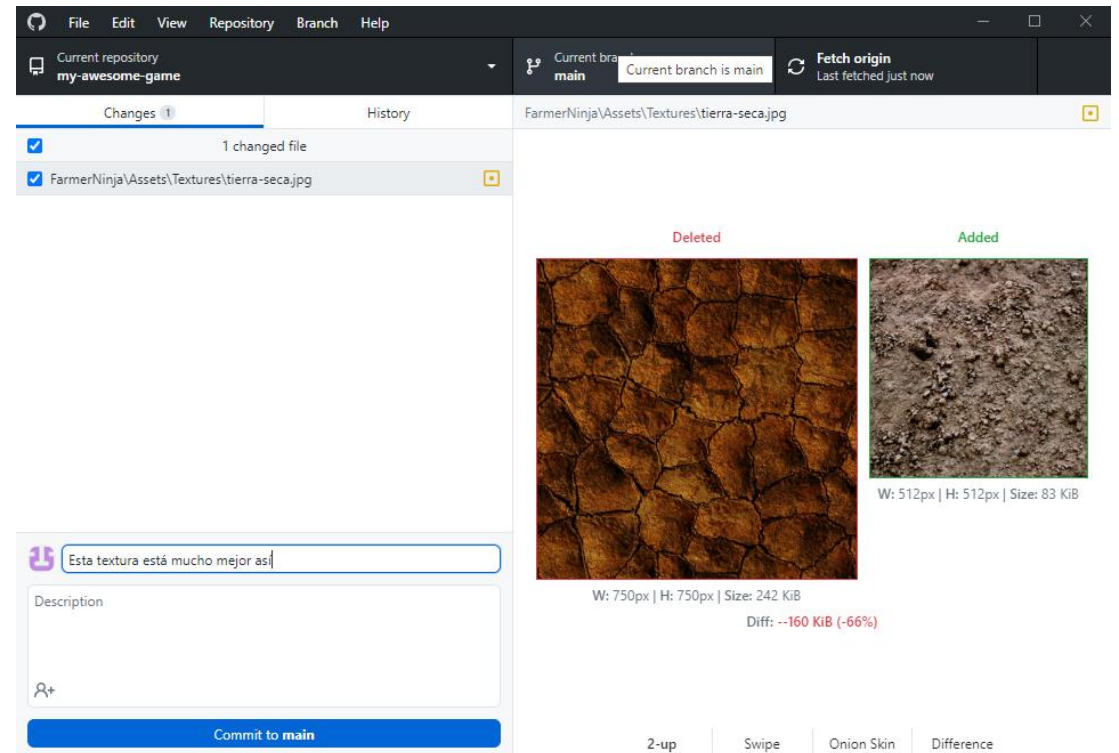 File Edit View Repository Branch Help
Current repository
my-awesome-game
Current branch
main
Current branch is main
Fetch origin
Last fetched just now
Changes 1
History
1 changed file
FarmerNinja\Assets\Textures\tierra-seca.jpg
Esta textura está mucho mejor así
Description
Commit to main
FarmerNinja\Assets\Textures\tierra-seca.jpg
Deleted
Added
W: 512px | H: 512px | Size: 83 KiB
W: 750px | H: 750px | Size: 242 KiB
Diff: --160 KiB (-66%)
2-up Swipe Onion Skin Difference